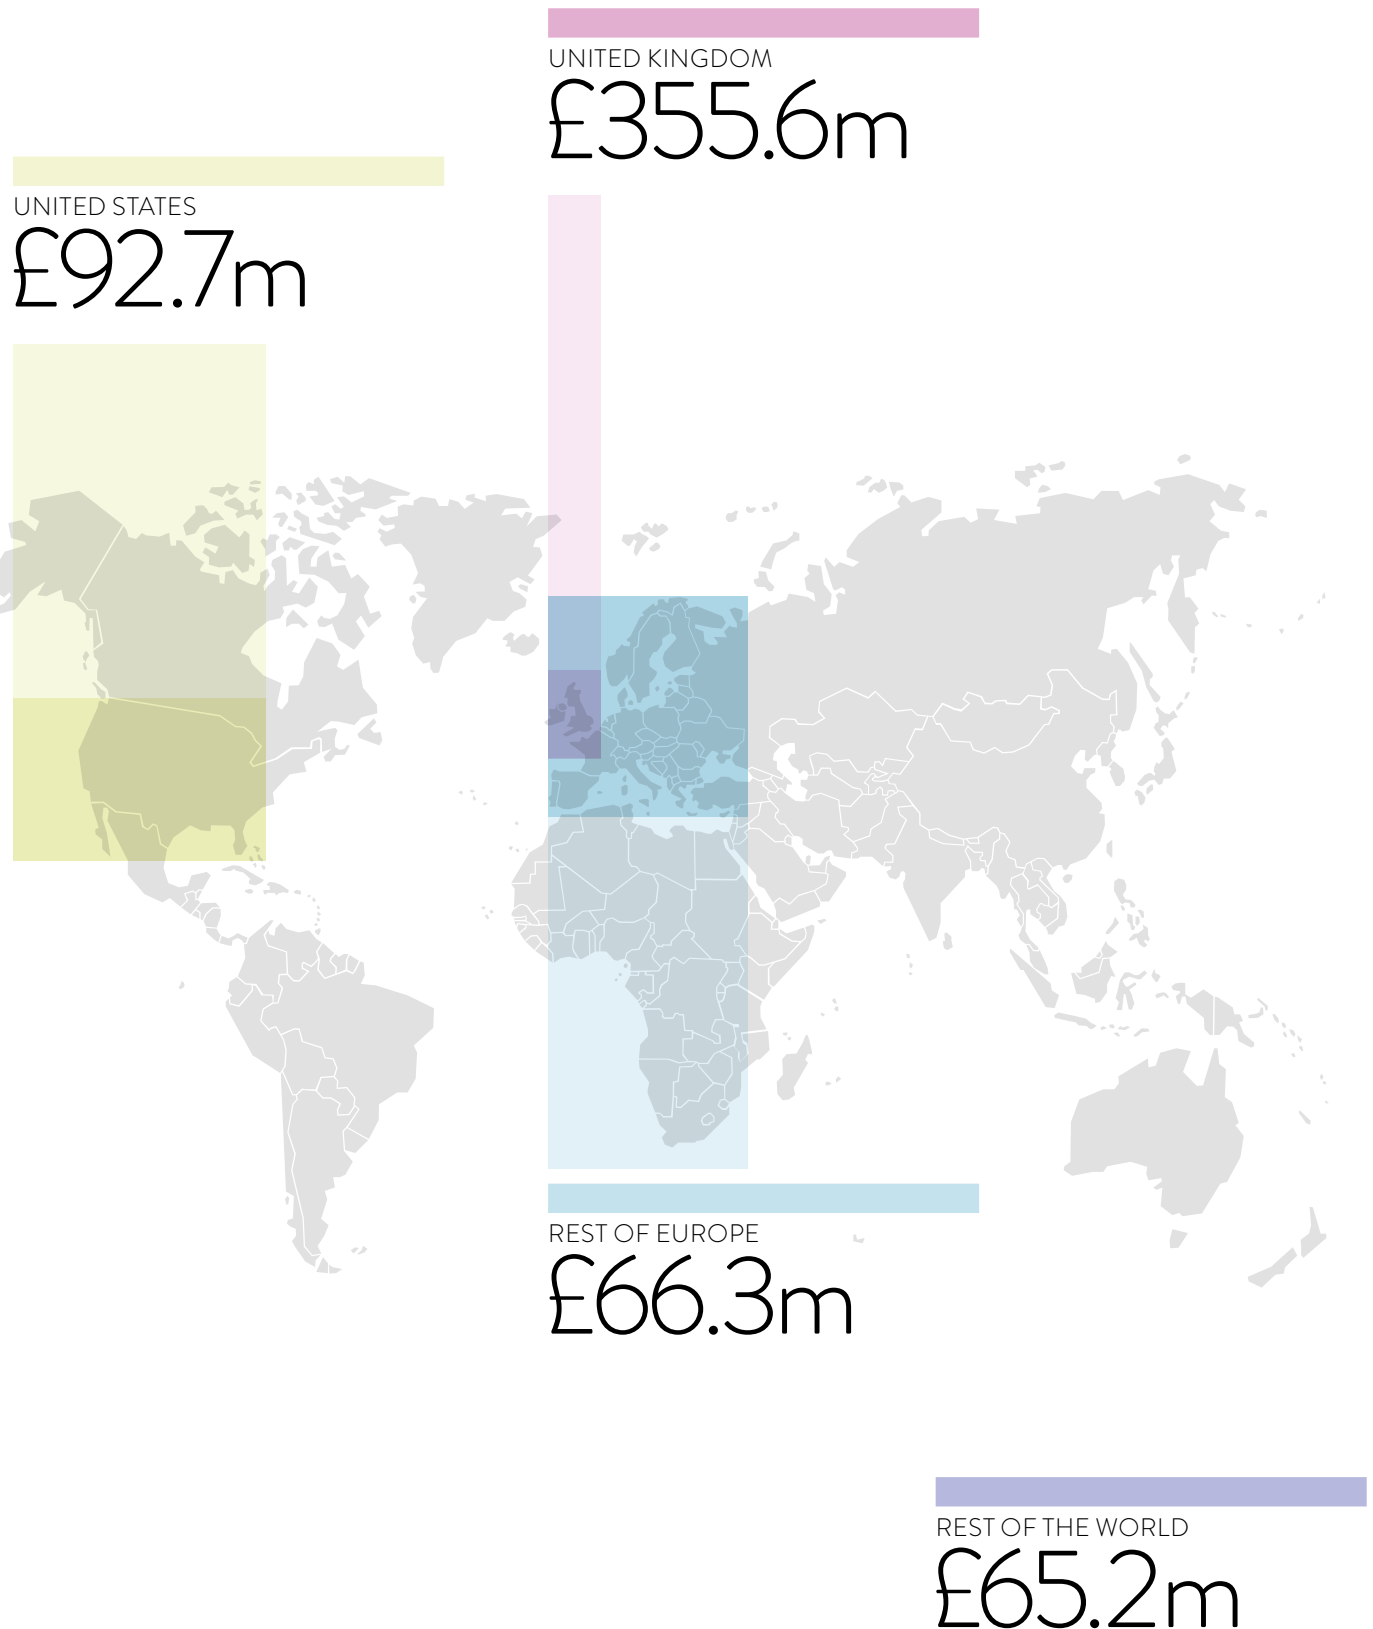 UNITED KINGDOM
£355.6m
UNITED STATES
£92.7m
REST OF EUROPE
£66.3m
REST OF THE WORLD
£65.2m